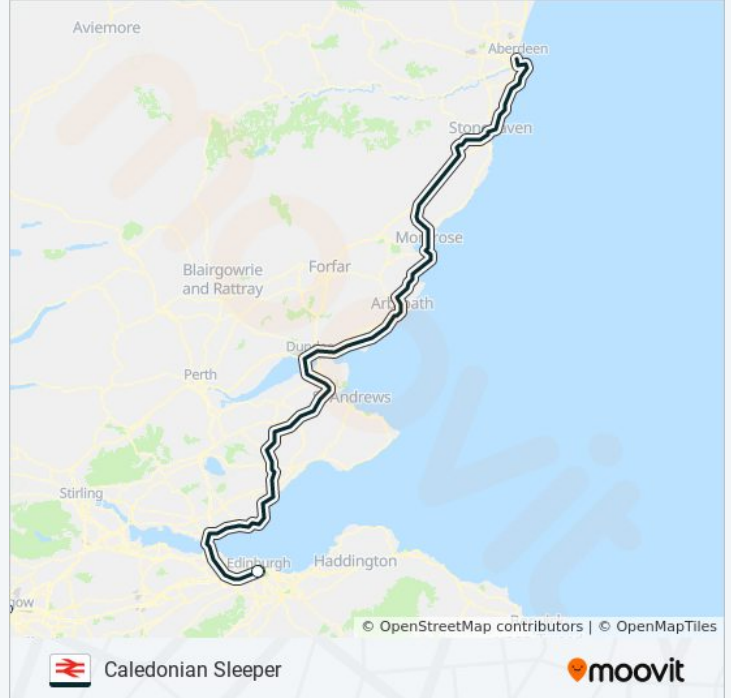 Aviemore
Aberdeen
Stonehaven
Montrose
Blairgowrie
and Rattray
Forfar
Arbroath
Dundee
Perth
Andrews
Stirling
Edinburgh
Haddington
© OpenStreetMap contributors | © OpenMapTiles
Caledonian Sleeper
moovit